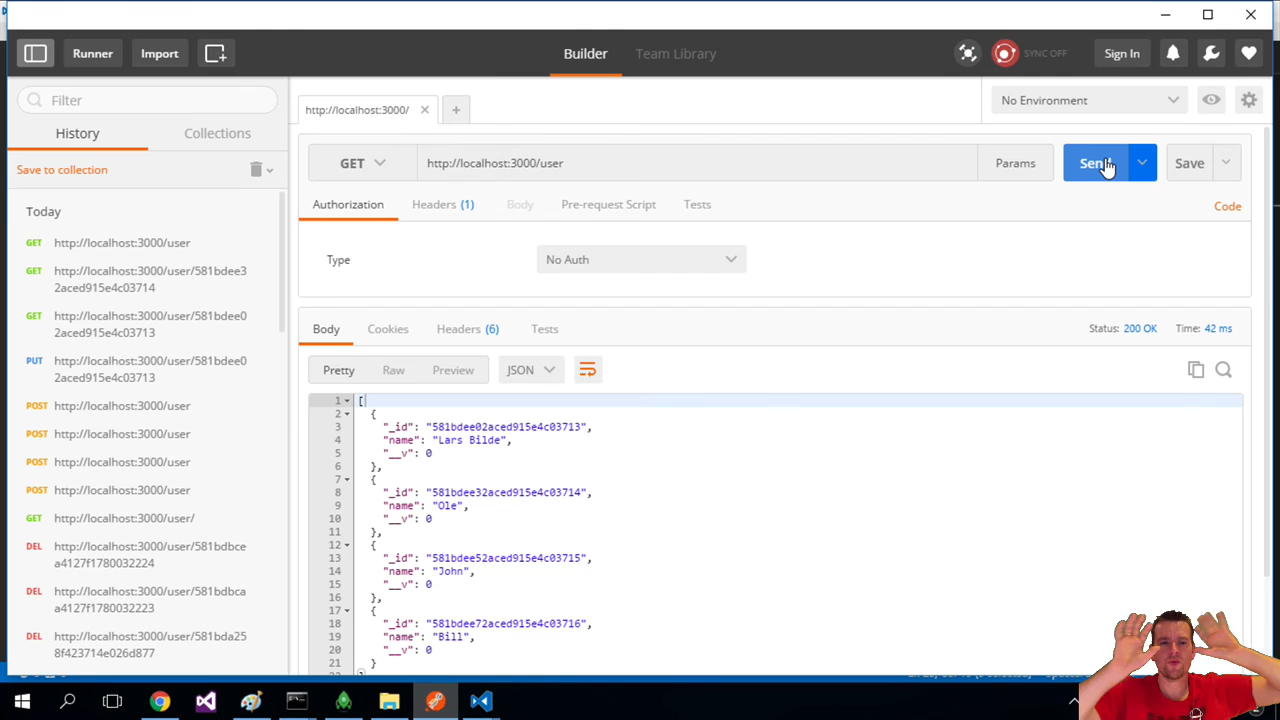 Runner
Import
Builder
Team Library
SYNC OFF
Sign In
Filter
History
Collections
Save to collection
Today
GET http://localhost:3000/user
GET http://localhost:3000/user/581bdee3
2aced915e4c03714
GET http://localhost:3000/user/581bdee0
2aced915e4c03713
PUT http://localhost:3000/user/581bdee0
2aced915e4c03713
POST http://localhost:3000/user
POST http://localhost:3000/user
POST http://localhost:3000/user
POST http://localhost:3000/user
GET http://localhost:3000/user/
DEL http://localhost:3000/user/581bdbce
a4127f1780032224
DEL http://localhost:3000/user/581bdbca
a4127f1780032223
DEL http://localhost:3000/user/581bda25
8f423714e026d877
http://localhost:3000/
No Environment
GET
http://localhost:3000/user
Params
Send
Save
Authorization
Headers (1)
Body
Pre-request Script
Tests
Code
Type
No Auth
Body
Cookies
Headers (6)
Tests
Status: 200 OK
Time: 42 ms
Pretty
Raw
Preview
JSON
1 [
2 {
3 "_id": "581bdee02aced915e4c03713",
4 "name": "Lars Bilde",
5 "__v": 0
6 },
7 {
8 "_id": "581bdee32aced915e4c03714",
9 "name": "Ole",
10 "__v": 0
11 },
12 {
13 "_id": "581bdee52aced915e4c03715",
14 "name": "John",
15 "__v": 0
16 },
17 {
18 "_id": "581bdee72aced915e4c03716",
19 "name": "Bill",
20 "__v": 0
21 }